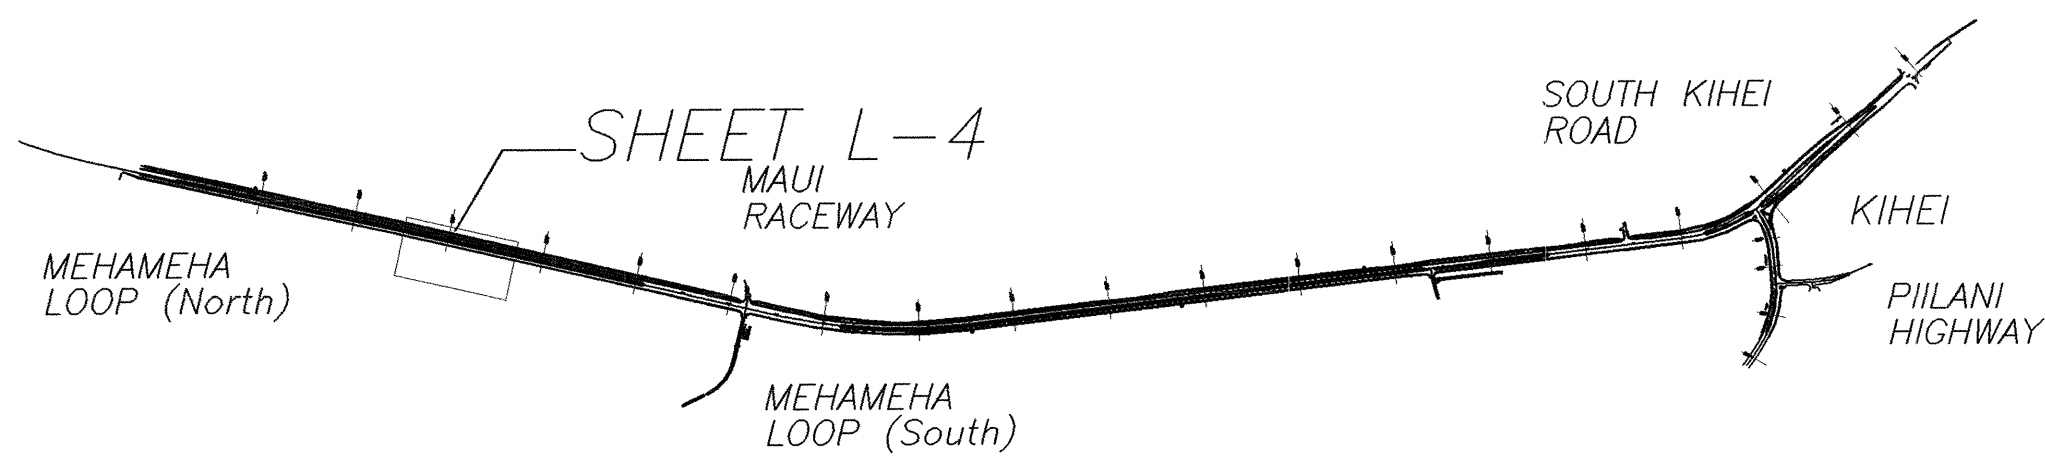 SOUTH KIHEI
ROAD
SHEET L-4
MAUI
RACEWAY
KIHEI
MEHAMEHA
LOOP (North)
PIILANI
HIGHWAY
MEHAMEHA
LOOP (South)